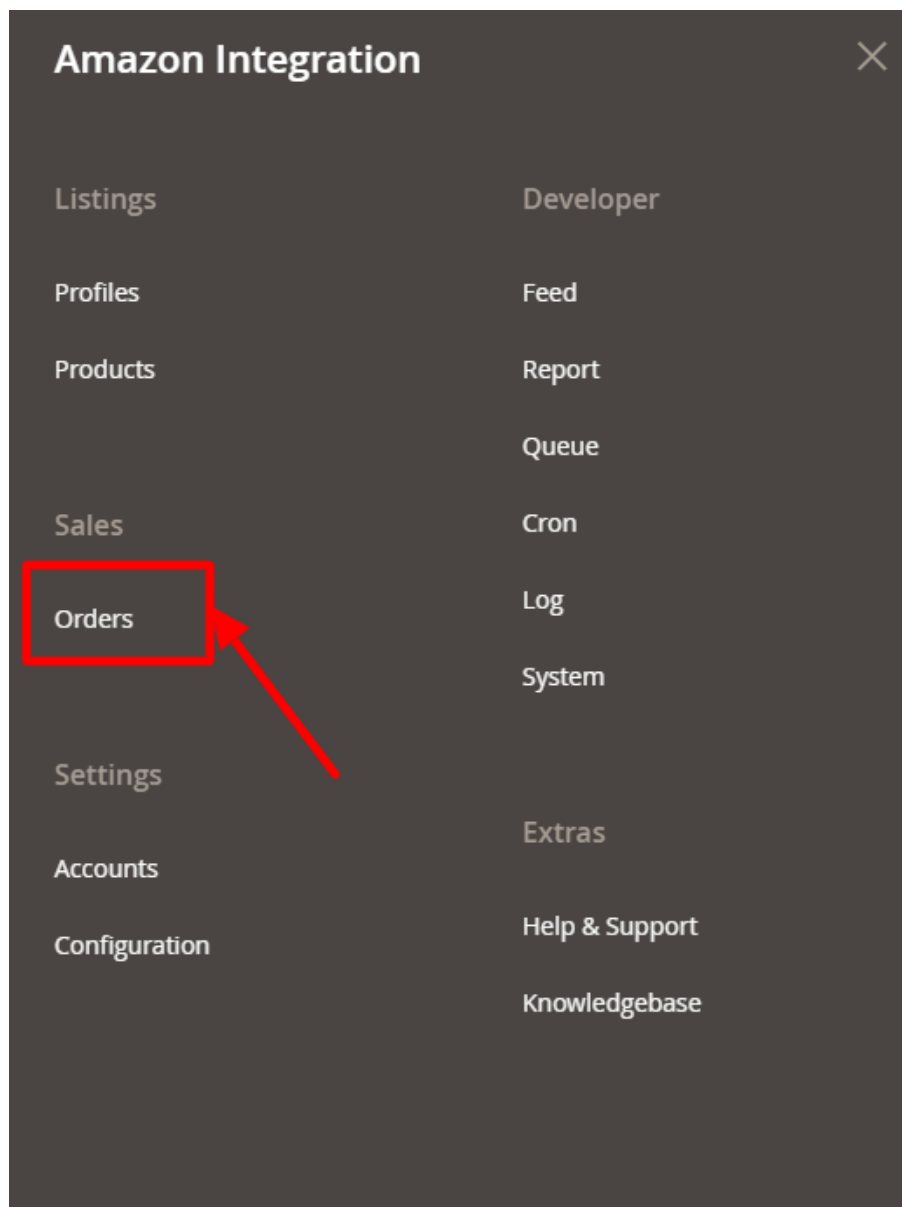 Amazon Integration
Listings
Profiles
Products
Sales
Orders
Settings
Accounts
Configuration
Developer
Feed
Report
Queue
Cron
Log
System
Extras
Help & Support
Knowledgebase